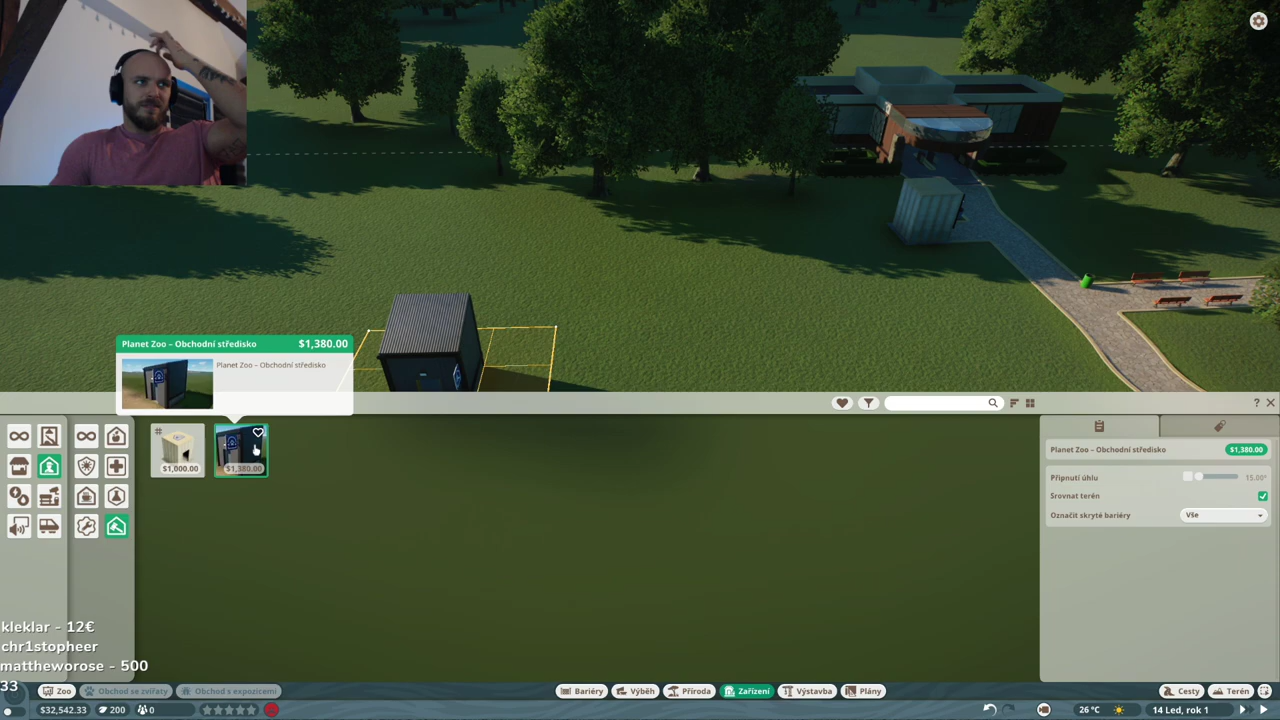 Planet Zoo – Obchodní středisko $1,380.00
Planet Zoo – Obchodní středisko
$1,000.00
$1,380.00
Planet Zoo – Obchodní středisko $1,380.00
Připnutí úhlu 15.00°
Srovnat terén
Označit skryté bariéry Vše
kleklar - 12€
chr1stopheer
mattheworose - 500
33
Zoo Obchod se zvířaty Obchod s expozicemi Bariéry Výběh Příroda Zařízení Výstavba Plány Cesty Terén
$32,542.33 200 0 26 °C 14 Led, rok 1